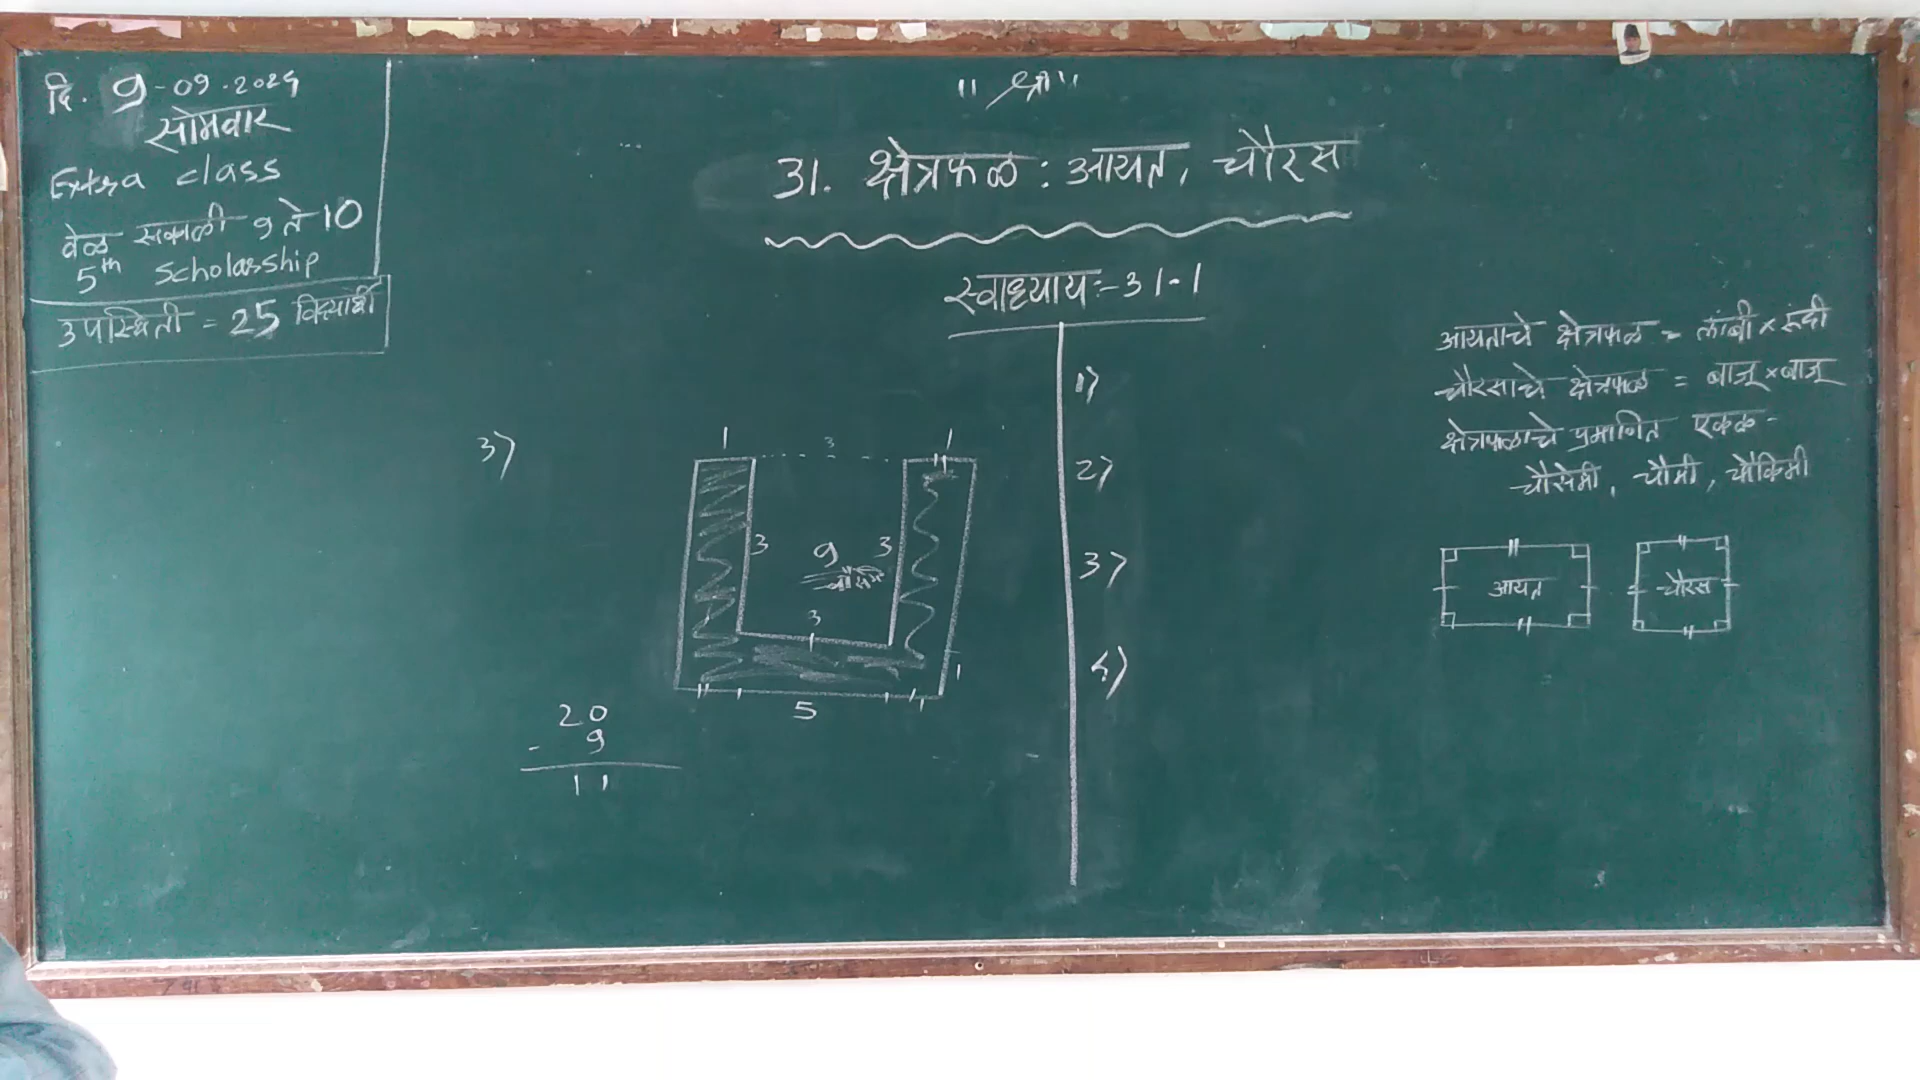 दि. 9-09-2024
सोमवार
Extra class
वेळ सकाळी 9 ते 10
5th Scholarship
उपस्थिती = 25 विद्यार्थी
"श्री"
31. क्षेत्रफळ : आयत, चौरस
स्वाध्याय :- 31.1
3)
1 3 1
3 9 3
चौसेमी
3
1
5
20
- 9
11
1)
2)
3)
4)
आयताचे क्षेत्रफळ = लांबी × रुंदी
चौरसाचे क्षेत्रफळ = बाजू × बाजू
क्षेत्रफळाचे प्रमाणित एकक -
चौसेमी, चौमी, चौकिमी
आयत
चौरस